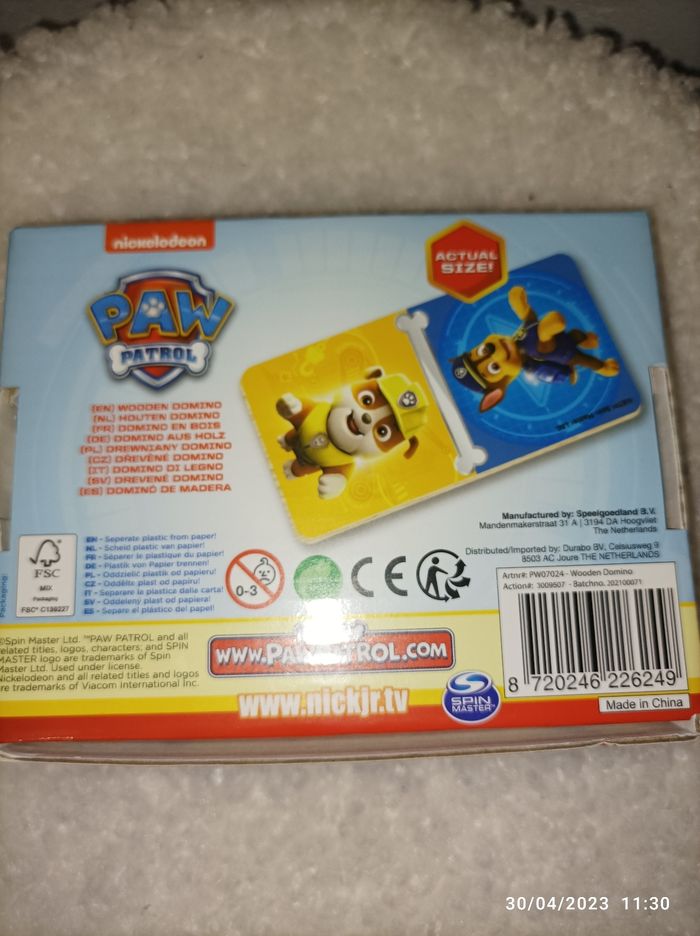 nickelodeon
PAW
PATROL
ACTUAL
SIZE!
(EN) WOODEN DOMINO
(NL) HOUTEN DOMINO
(FR) DOMINO EN BOIS
(DE) DOMINO AUS HOLZ
(PL) DREWNIANY DOMINO
(CZ) DŘEVĚNÉ DOMINO
(IT) DOMINO DI LEGNO
(SV) DREVENÉ DOMINO
(ES) DOMINÓ DE MADERA
EN - Seperate plastic from paper!
NL - Scheid plastic van papier!
FR - Séparer le plastique du papier!
DE - Plastik von Papier trennen!
PL - Oddzielić plastik od papieru!
CZ - Oddělte plast od papíru!
IT - Separare la plastica dalla carta!
SV - Oddelený plast od papiera!
ES - Separe el plástico del papel!
Manufactured by: Speelgoedland B.V.
Mandenmakerstraat 31 A | 3194 DA Hoogvliet
The Netherlands
Distributed/Imported by: Durabo BV, Celsiusweg 9
8503 AC Joure THE NETHERLANDS
Packaging:
FSC
MIX
Packaging
FSC® C136227
0-3
CE
Artnr#: PW07024 - Wooden Domino
Action#: 3009507 - Batchno. 202100071
8 720246 226249
Made in China
©Spin Master Ltd. ™PAW PATROL and all
related titles, logos, characters; and SPIN
MASTER logo are trademarks of Spin
Master Ltd. Used under license.
Nickelodeon and all related titles and logos
are trademarks of Viacom International Inc.
www.PawPatrol.com
www.nickjr.tv
SPIN
MASTER™
30/04/2023 11:30